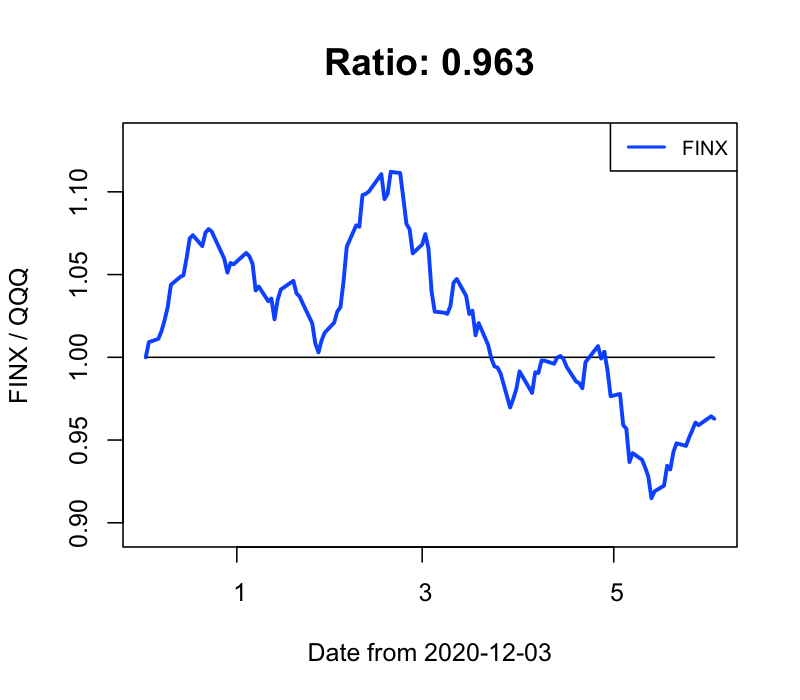 Ratio: 0.963
FINX
FINX / QQQ
1.10
1.05
1.00
0.95
0.90
1 3 5
Date from 2020-12-03